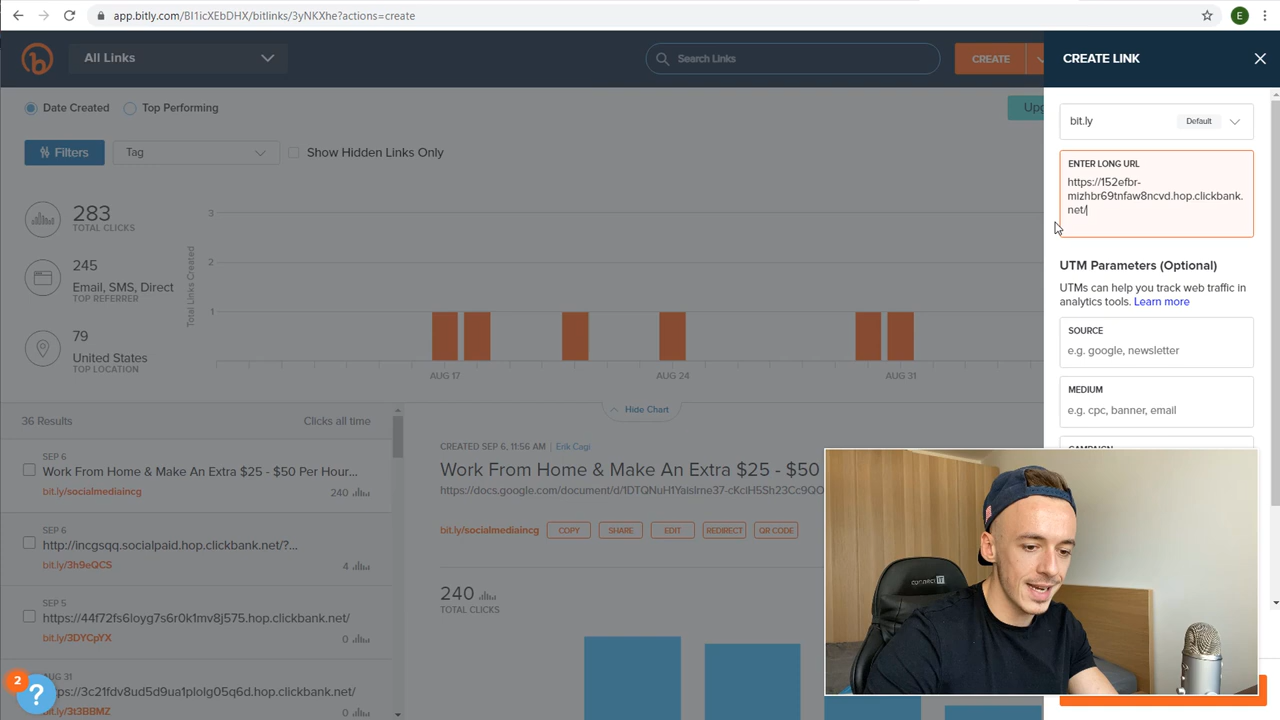 app.bitly.com/BI1icXEbDHX/bitlinks/3yNKXhe?actions=create
E
b
All Links
Search Links
CREATE
CREATE LINK
Date Created
Top Performing
Filters
Tag
Show Hidden Links Only
bit.ly
Default
ENTER LONG URL
https://152efbr-
mizhbr69tnfaw8ncvd.hop.clickbank.
net/
283
TOTAL CLICKS
245
Email, SMS, Direct
TOP REFERRER
79
United States
TOP LOCATION
Total Links Created
3
2
1
AUG 17
AUG 24
AUG 31
UTM Parameters (Optional)
UTMs can help you track web traffic in
analytics tools. Learn more
SOURCE
e.g. google, newsletter
MEDIUM
e.g. cpc, banner, email
36 Results
Clicks all time
Hide Chart
SEP 6
Work From Home & Make An Extra $25 - $50 Per Hour...
bit.ly/socialmediaincg
240
SEP 6
http://incgsqq.socialpaid.hop.clickbank.net/?...
bit.ly/3h9eQCS
4
SEP 5
https://44f72fs6loyg7s6r0k1mv8j575.hop.clickbank.net/
bit.ly/3DYCpYX
0
AUG 31
https://3c21fdv8ud5d9ua1plolg05q6d.hop.clickbank.net/
bit.ly/3t3BBMZ
0
CREATED SEP 6, 11:56 AM | Erik Cagi
Work From Home & Make An Extra $25 - $50
bit.ly/socialmediaincg
COPY
SHARE
EDIT
REDIRECT
QR CODE
240
TOTAL CLICKS
2
?